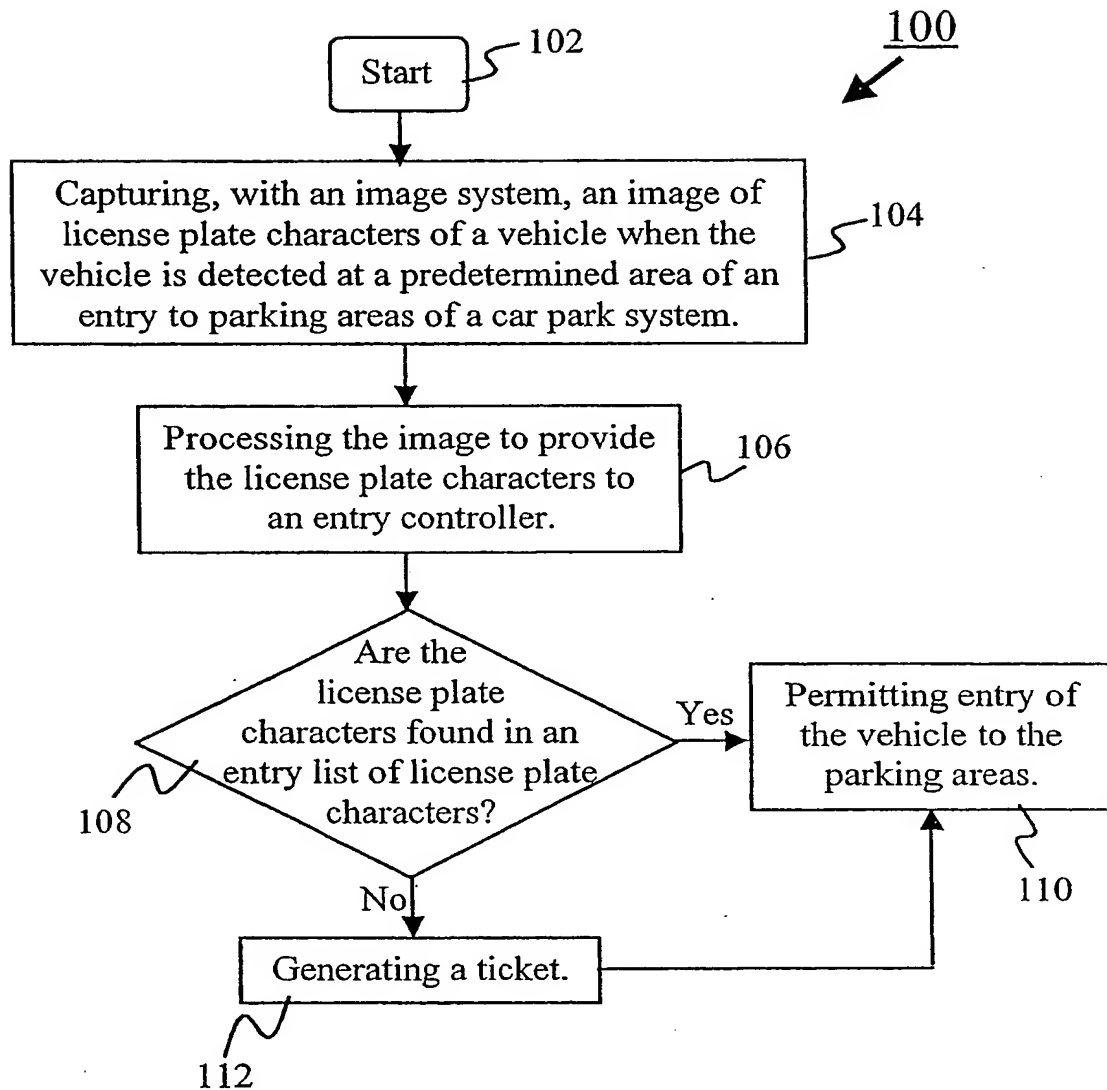 100
102
Start
Capturing, with an image system, an image of
license plate characters of a vehicle when the
vehicle is detected at a predetermined area of an
entry to parking areas of a car park system.
104
Processing the image to provide
the license plate characters to
an entry controller.
106
Are the
license plate
characters found in an
entry list of license plate
characters?
108
Yes
Permitting entry of
the vehicle to the
parking areas.
110
No
Generating a ticket.
112